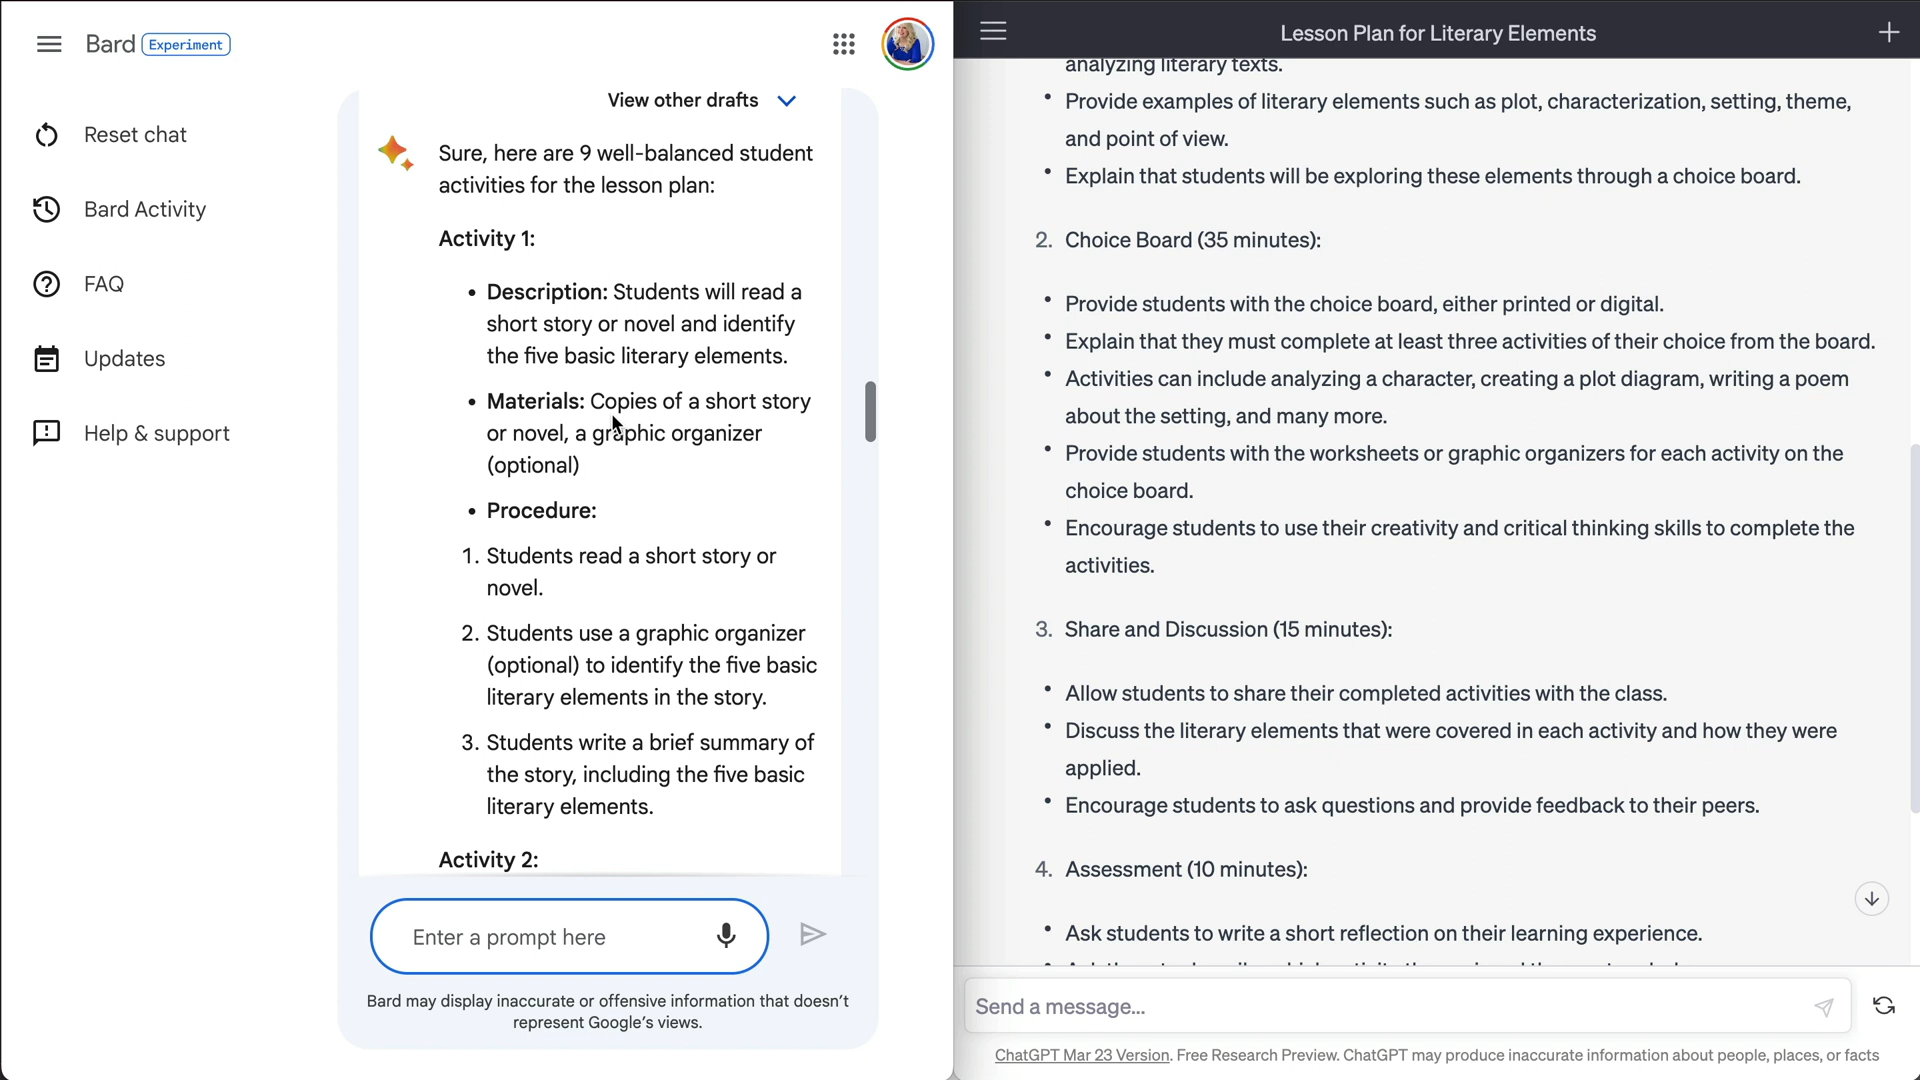 Bard Experiment
Reset chat
Bard Activity
FAQ
Updates
Help & support
View other drafts
Sure, here are 9 well-balanced student
activities for the lesson plan:
Activity 1:
• Description: Students will read a
short story or novel and identify
the five basic literary elements.
• Materials: Copies of a short story
or novel, a graphic organizer
(optional)
• Procedure:
1. Students read a short story or
novel.
2. Students use a graphic organizer
(optional) to identify the five basic
literary elements in the story.
3. Students write a brief summary of
the story, including the five basic
literary elements.
Activity 2:
Enter a prompt here
Bard may display inaccurate or offensive information that doesn't
represent Google's views.
Lesson Plan for Literary Elements
analyzing literary texts.
• Provide examples of literary elements such as plot, characterization, setting, theme,
and point of view.
• Explain that students will be exploring these elements through a choice board.
2. Choice Board (35 minutes):
• Provide students with the choice board, either printed or digital.
• Explain that they must complete at least three activities of their choice from the board.
• Activities can include analyzing a character, creating a plot diagram, writing a poem
about the setting, and many more.
• Provide students with the worksheets or graphic organizers for each activity on the
choice board.
• Encourage students to use their creativity and critical thinking skills to complete the
activities.
3. Share and Discussion (15 minutes):
• Allow students to share their completed activities with the class.
• Discuss the literary elements that were covered in each activity and how they were
applied.
• Encourage students to ask questions and provide feedback to their peers.
4. Assessment (10 minutes):
• Ask students to write a short reflection on their learning experience.
Send a message...
ChatGPT Mar 23 Version. Free Research Preview. ChatGPT may produce inaccurate information about people, places, or facts